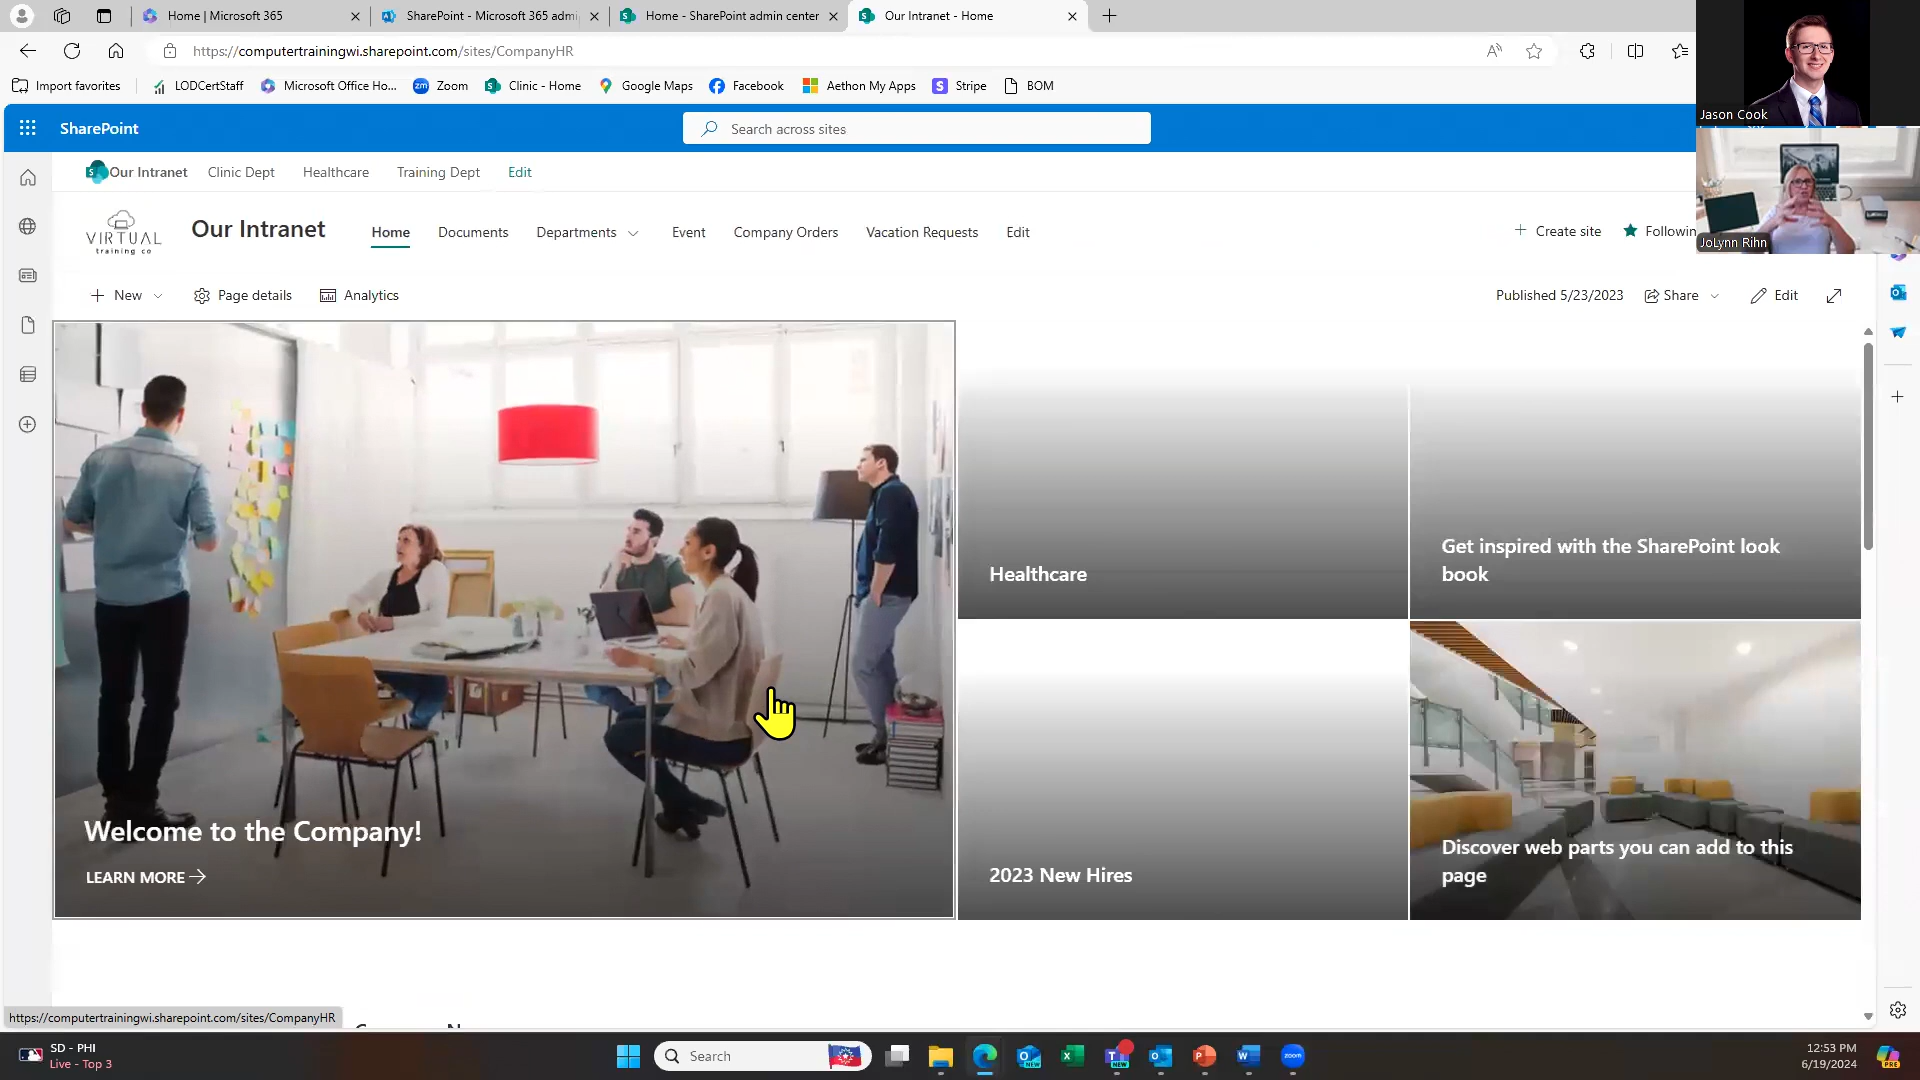 Home | Microsoft 365
SharePoint - Microsoft 365 admi
Home - SharePoint admin center
Our Intranet - Home
https://computertrainingwi.sharepoint.com/sites/CompanyHR
Import favorites
LODCertStaff
Microsoft Office Ho...
Zoom
Clinic - Home
Google Maps
Facebook
Aethon My Apps
Stripe
BOM
Jason Cook
SharePoint
Search across sites
Our Intranet
Clinic Dept
Healthcare
Training Dept
Edit
VIRTUAL
training co
Our Intranet
Home
Documents
Departments
Event
Company Orders
Vacation Requests
Edit
Create site
Followin
JoLynn Rihn
New
Page details
Analytics
Published 5/23/2023
Share
Edit
Welcome to the Company!
LEARN MORE
Healthcare
Get inspired with the SharePoint look
book
2023 New Hires
Discover web parts you can add to this
page
https://computertrainingwi.sharepoint.com/sites/CompanyHR
SD - PHI
Live - Top 3
Search
12:53 PM
6/19/2024